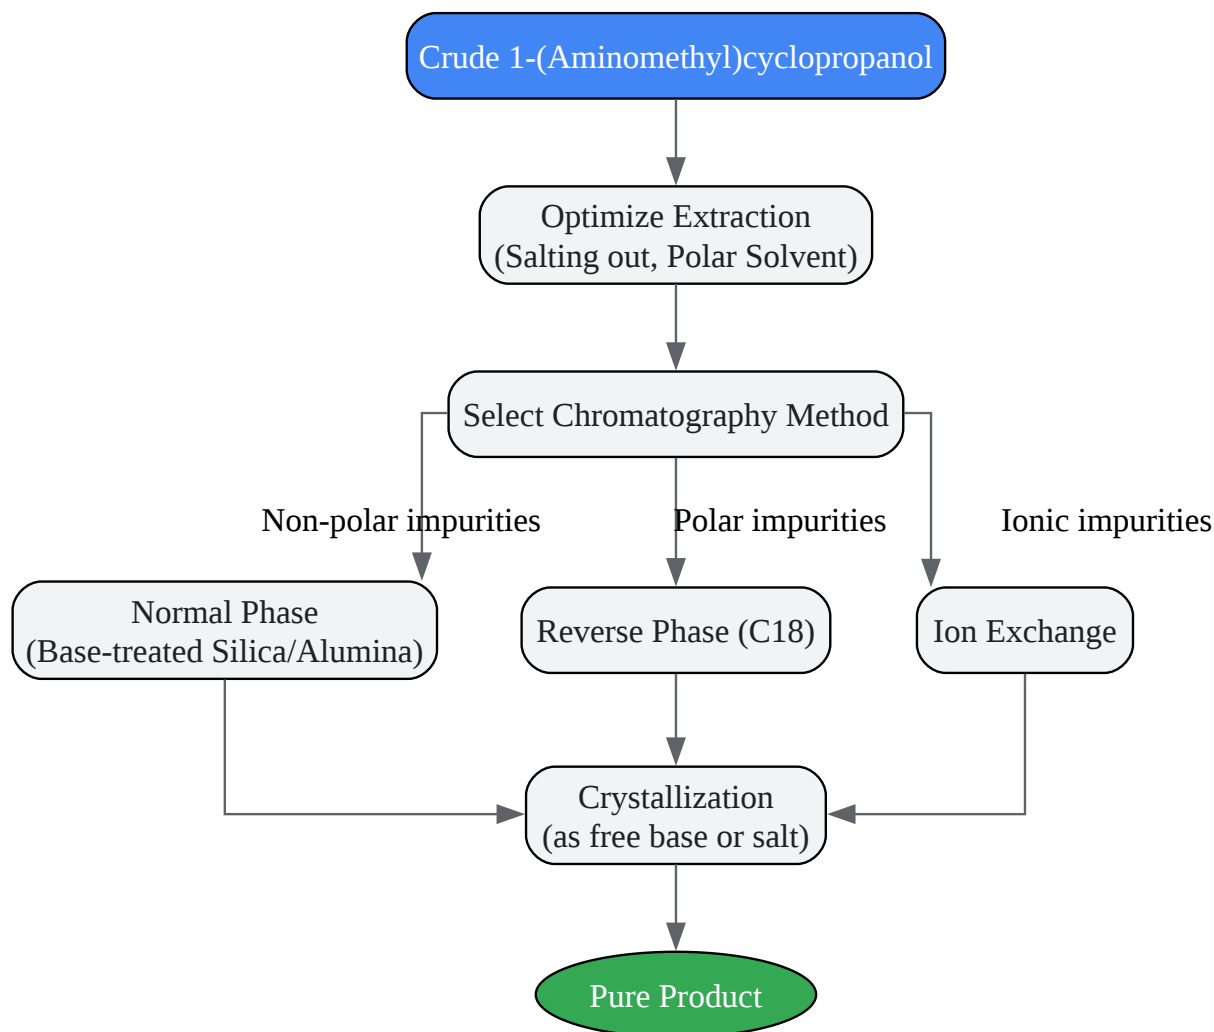 Crude 1-(Aminomethyl)cyclopropanol
Optimize Extraction
(Salting out, Polar Solvent)
Select Chromatography Method
Non-polar impurities
Polar impurities
Ionic impurities
Normal Phase
(Base-treated Silica/Alumina)
Reverse Phase (C18)
Ion Exchange
Crystallization
(as free base or salt)
Pure Product